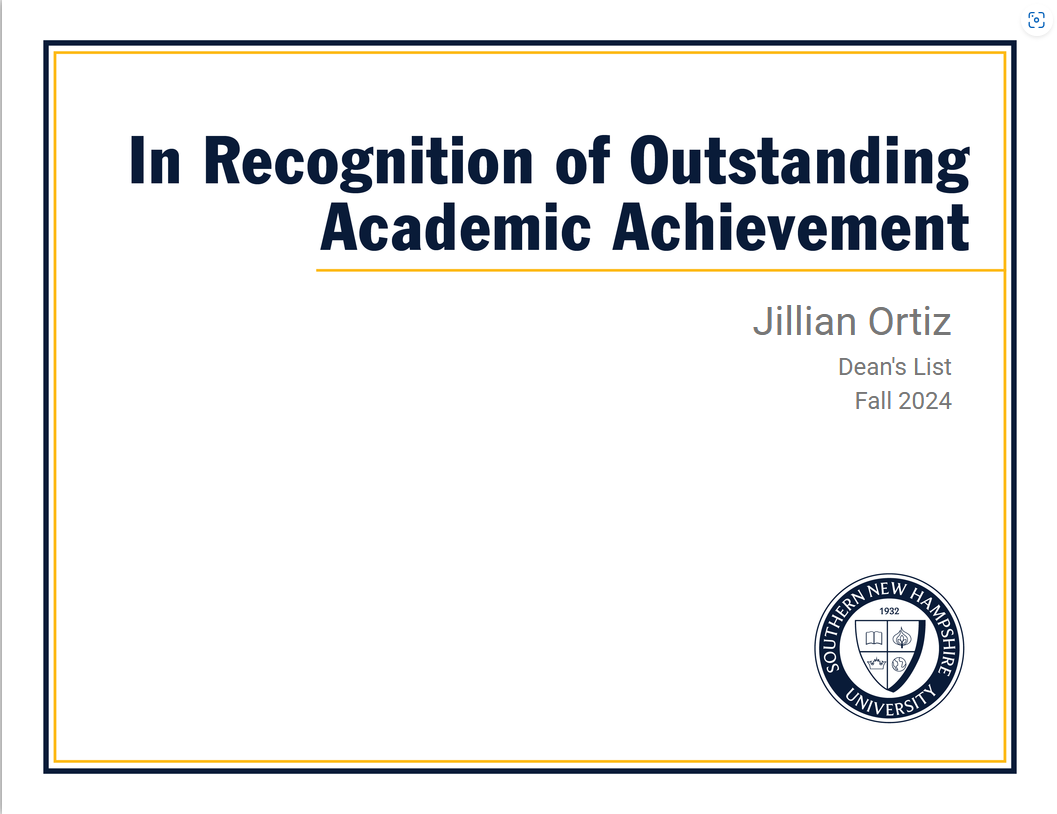 In Recognition of Outstanding
Academic Achievement
Jillian Ortiz
Dean's List
Fall 2024
SOUTHERN NEW HAMPSHIRE
1932
UNIVERSITY